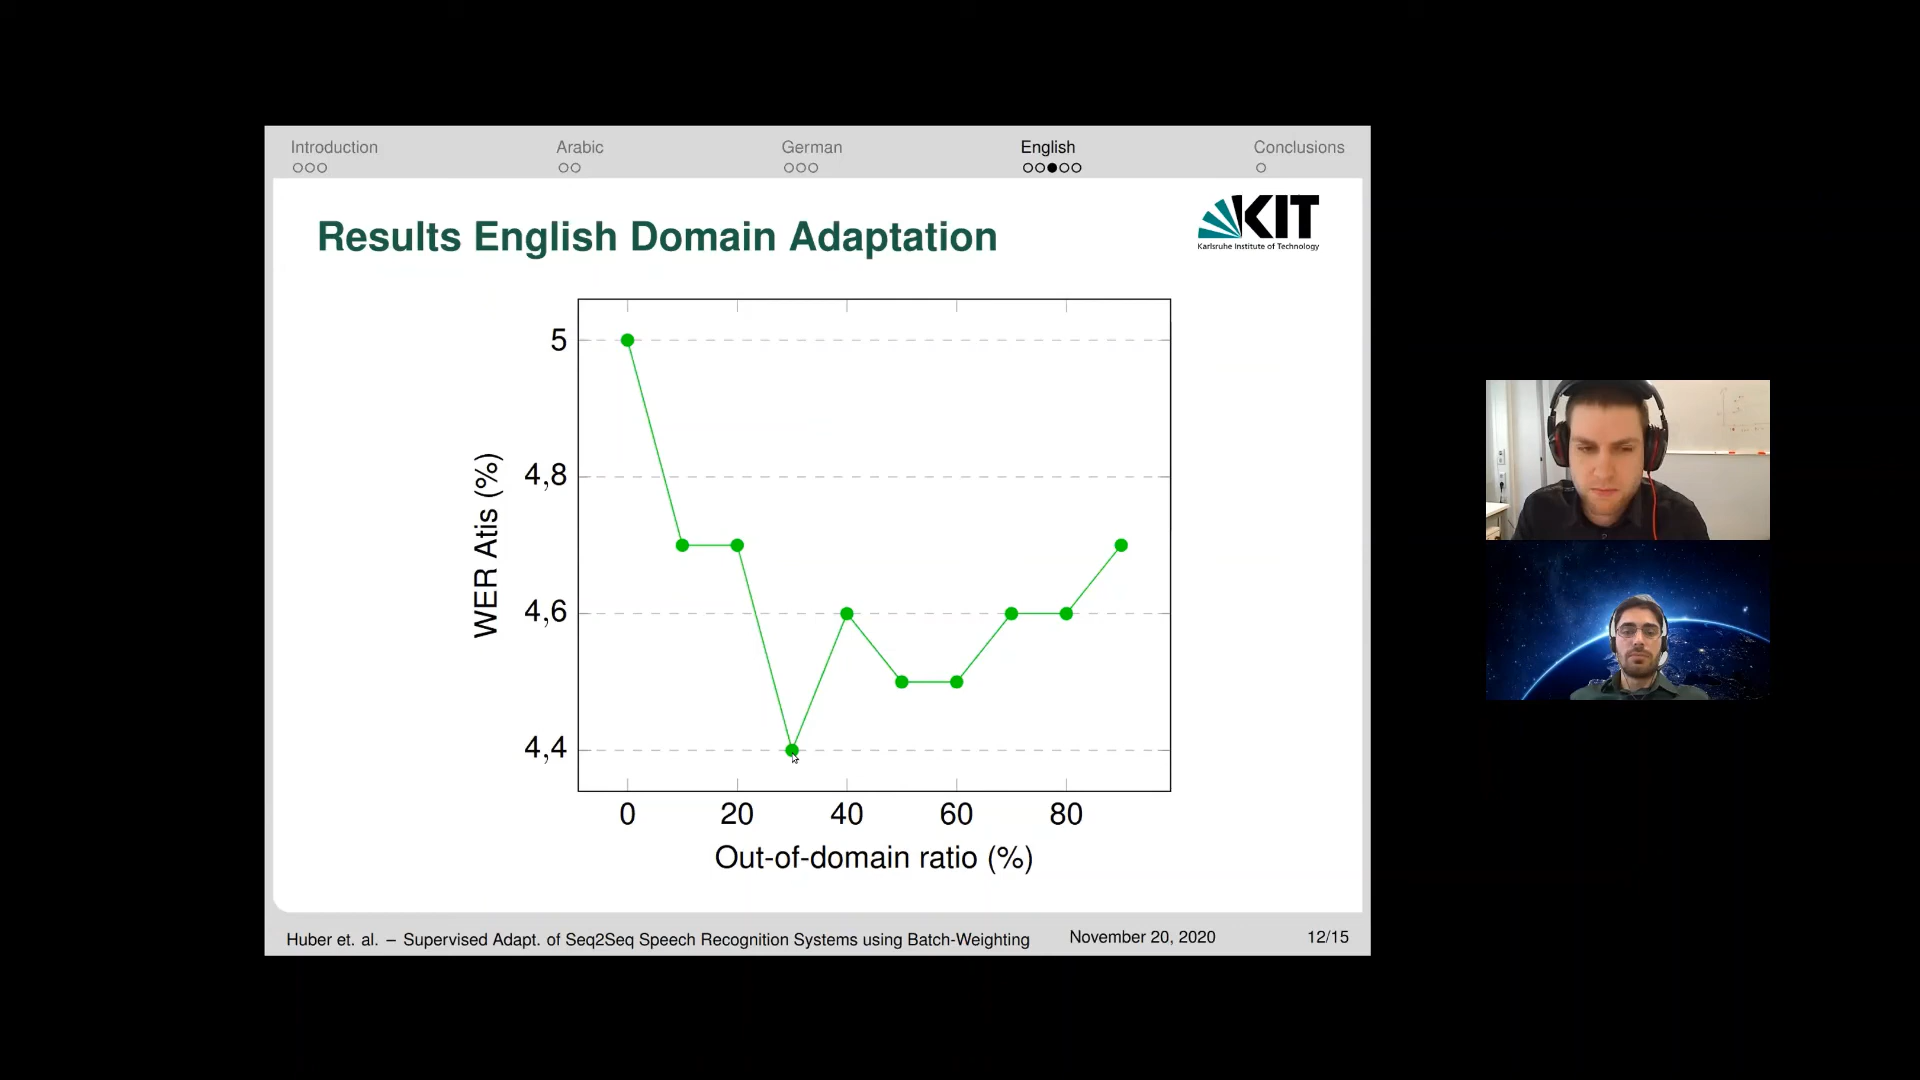 Introduction
Arabic
German
English
Conclusions
Results English Domain Adaptation
KIT
Karlsruhe Institute of Technology
5
4,8
4,6
4,4
WER Atis (%)
0 20 40 60 80
Out-of-domain ratio (%)
Huber et. al. – Supervised Adapt. of Seq2Seq Speech Recognition Systems using Batch-Weighting November 20, 2020 12/15